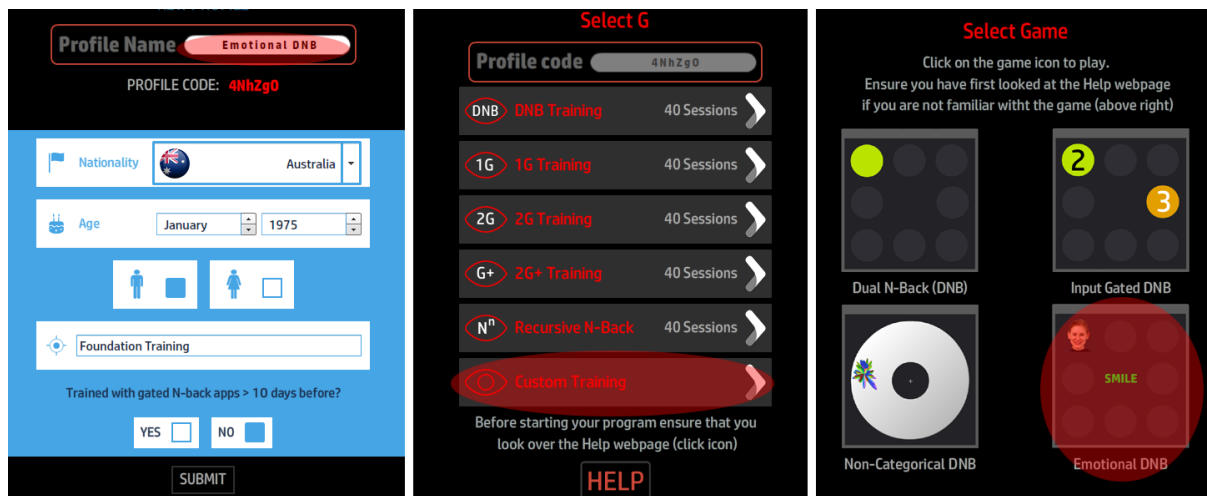 NEW PROFILE
Profile Name
Emotional DNB
PROFILE CODE: 4NhZgO
Nationality
Australia
Age
January
1975
Foundation Training
Trained with gated N-back apps > 10 days before?
YES
NO
SUBMIT
Select G
Profile code
4NhZgO
DNB
DNB Training
40 Sessions
1G
1G Training
40 Sessions
2G
2G Training
40 Sessions
G+
2G+ Training
40 Sessions
Nⁿ
Recursive N-Back
40 Sessions
Custom Training
Before starting your program ensure that you
look over the Help webpage (click icon)
HELP
Select Game
Click on the game icon to play.
Ensure you have first looked at the Help webpage
if you are not familiar witht the game (above right)
2
3
Dual N-Back (DNB)
Input Gated DNB
SMILE
Non-Categorical DNB
Emotional DNB